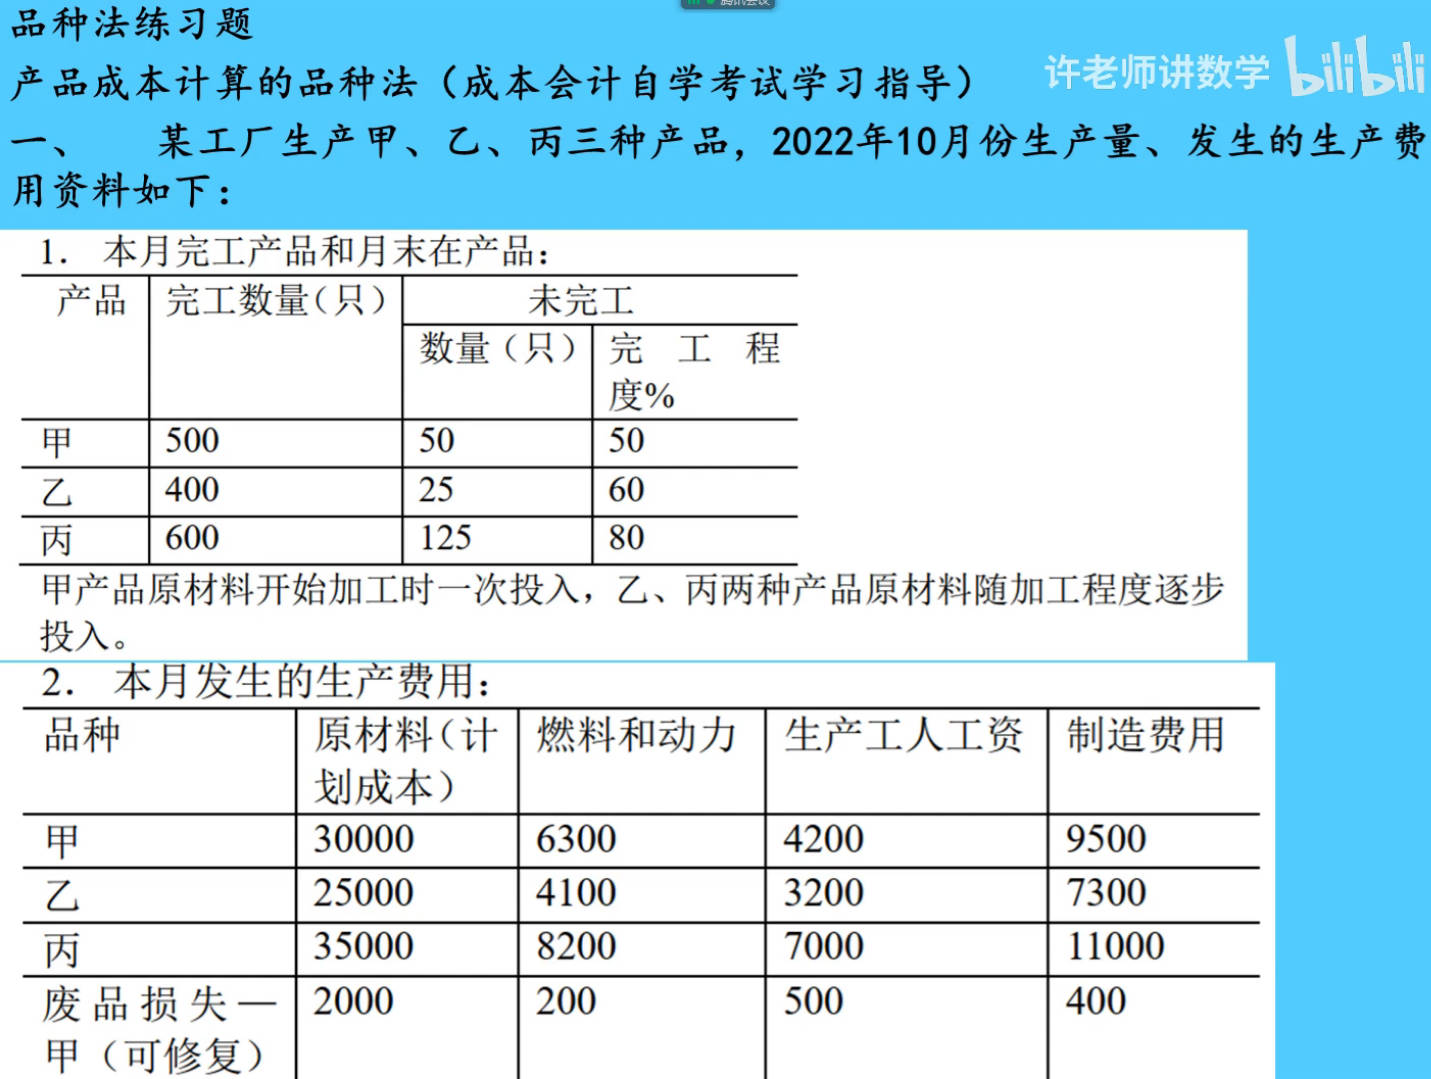 腾讯会议
品种法练习题
产品成本计算的品种法（成本会计自学考试学习指导）
许老师讲数学 bilibili
一、 某工厂生产甲、乙、丙三种产品，2022年10月份生产量、发生的生产费
用资料如下：
1. 本月完工产品和月末在产品：
产品 完工数量（只） 未完工
数量（只） 完工程
度%
甲 500 50 50
乙 400 25 60
丙 600 125 80
甲产品原材料开始加工时一次投入，乙、丙两种产品原材料随加工程度逐步
投入。
2. 本月发生的生产费用：
品种 原材料（计 燃料和动力 生产工人工资 制造费用
划成本）
甲 30000 6300 4200 9500
乙 25000 4100 3200 7300
丙 35000 8200 7000 11000
废品损失— 2000 200 500 400
甲（可修复）